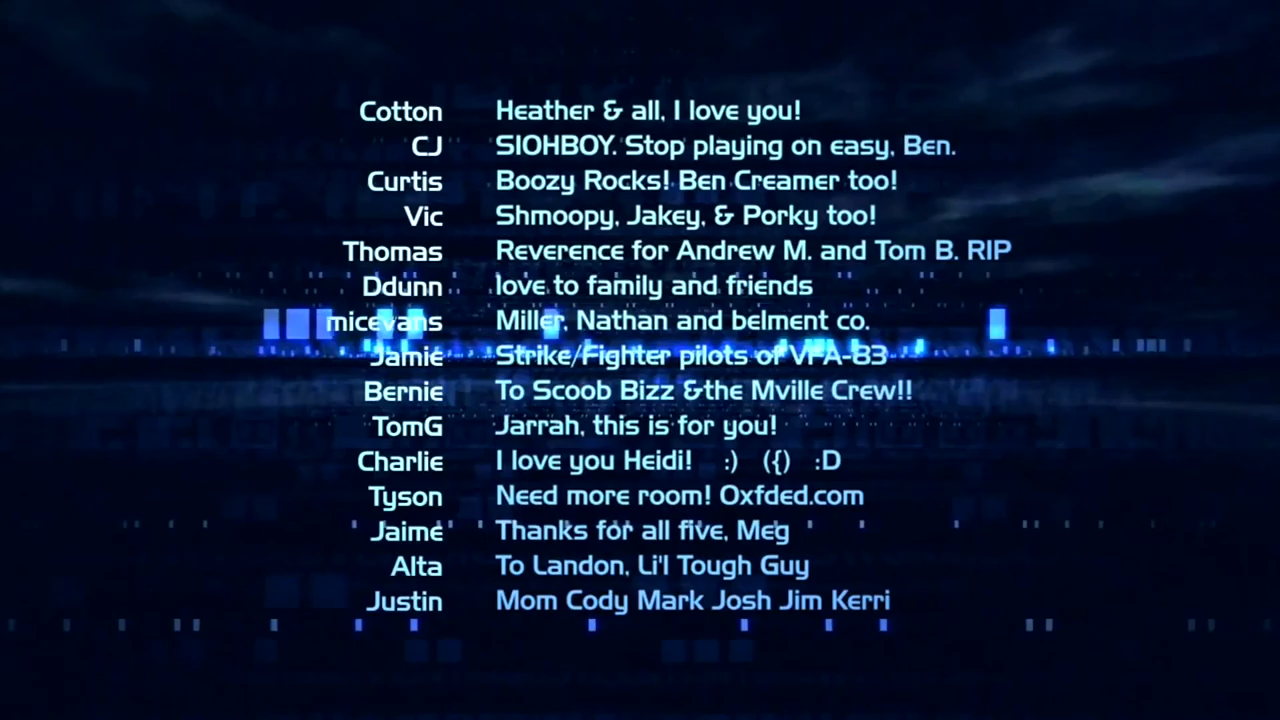 Cotton Heather & all, I love you!
CJ SIOHBOY. Stop playing on easy, Ben.
Curtis Boozy Rocks! Ben Creamer too!
Vic Shmoopy, Jakey, & Porky too!
Thomas Reverence for Andrew M. and Tom B. RIP
Ddunn love to family and friends
micevans Miller, Nathan and belment co.
Jamie Strike/Fighter pilots of VFA-83
Bernie To Scoob Bizz &the Mville Crew!!
TomG Jarrah, this is for you!
Charlie I love you Heidi! :) ({) :D
Tyson Need more room! Oxfded.com
Jaime Thanks for all five, Meg
Alta To Landon, Li'l Tough Guy
Justin Mom Cody Mark Josh Jim Kerri